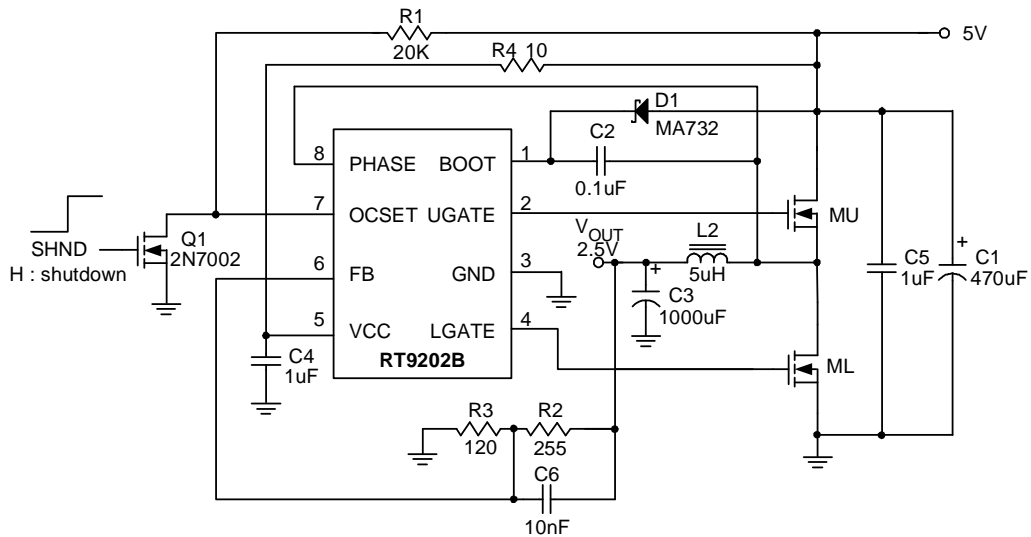 R1
20K
5V
R4 10
D1
MA732
C2
0.1uF
8
PHASE
BOOT
1
7
OCSET
UGATE
2
6
FB
GND
3
5
VCC
LGATE
4
RT9202B
SHND
H : shutdown
Q1
2N7002
C4
1uF
VOUT
2.5V
L2
5uH
C3
+
1000uF
MU
ML
C5
1uF
+
C1
470uF
R3
120
R2
255
C6
10nF